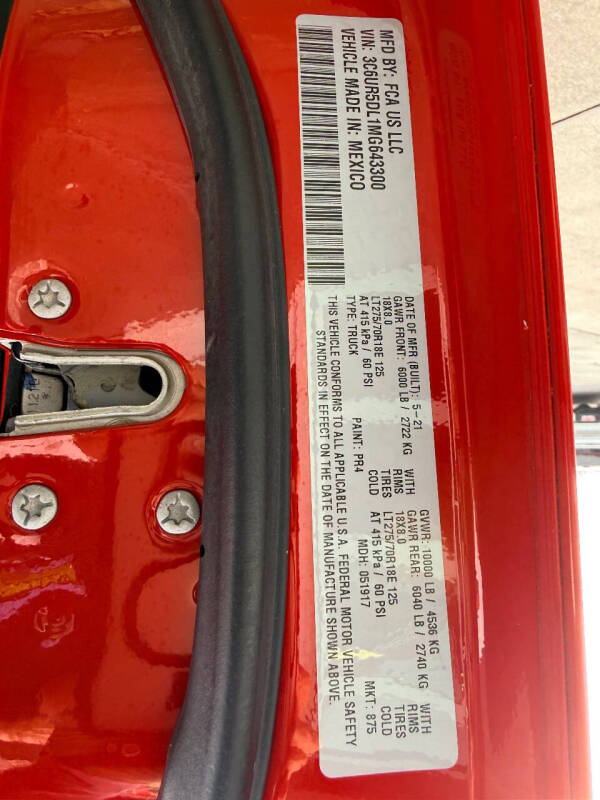 MFD BY: FCA US LLC
VIN: 3C6UR5DL1MG643300
VEHICLE MADE IN: MEXICO
DATE OF MFR (BUILT): 5-21 GVWR: 10000 LB / 4536 KG
GAWR FRONT: 6000 LB / 2722 KG WITH GAWR REAR: 6040 LB / 2740 KG WITH
18X8.0 RIMS 18X8.0 RIMS
LT275/70R18E 125 TIRES LT275/70R18E 125 TIRES
AT 415 kPa / 60 PSI COLD AT 415 kPa / 60 PSI COLD
TYPE: TRUCK PAINT: PR4 MDH: 051917 MKT: 875
THIS VEHICLE CONFORMS TO ALL APPLICABLE U.S.A. FEDERAL MOTOR VEHICLE SAFETY
STANDARDS IN EFFECT ON THE DATE OF MANUFACTURE SHOWN ABOVE.